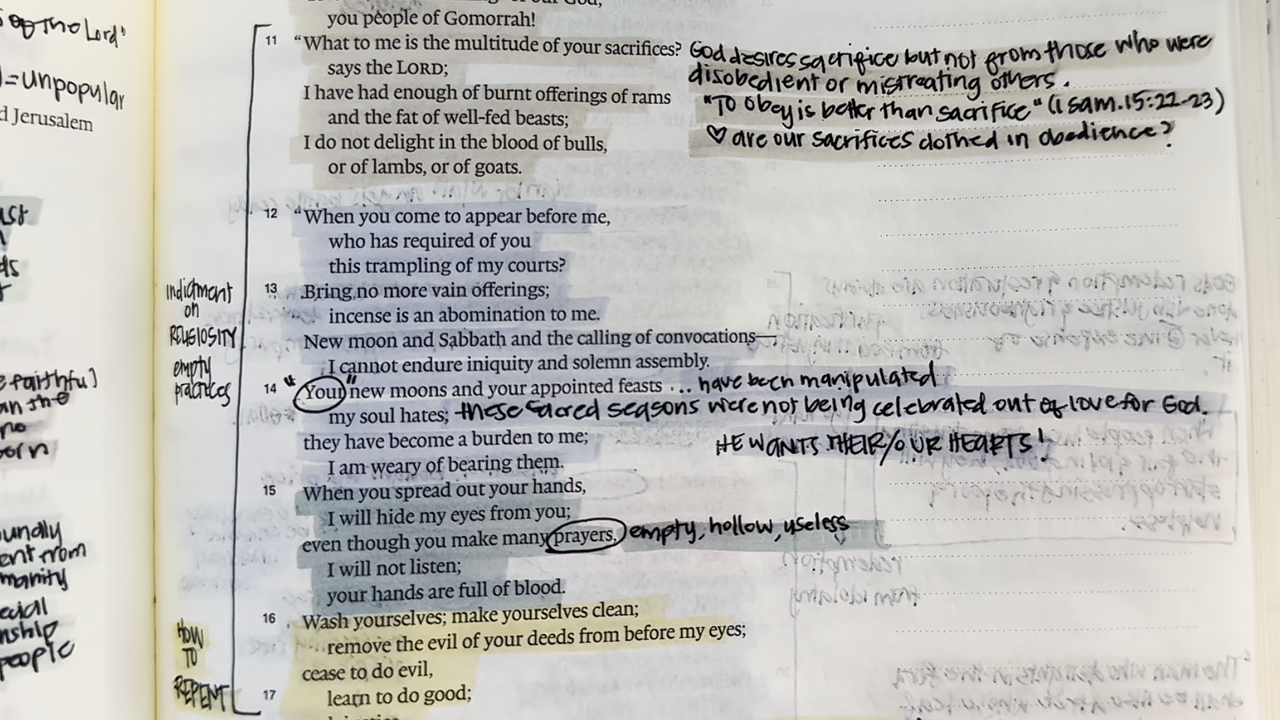 of The Lord"
= unpopular
d Jerusalem
you people of Gomorrah!
11 “What to me is the multitude of your sacrifices?
says the LORD;
I have had enough of burnt offerings of rams
and the fat of well-fed beasts;
I do not delight in the blood of bulls,
or of lambs, or of goats.
God desires sacrifice but not from those who were
disobedient or mistreating others.
"To obey is better than sacrifice" (1 Sam. 15:22-23)
♡ are our sacrifices clothed in obedience?
12 “When you come to appear before me,
who has required of you
this trampling of my courts?
13 Bring no more vain offerings;
incense is an abomination to me.
New moon and Sabbath and the calling of convocations—
I cannot endure iniquity and solemn assembly.
indictment
on
RELIGIOSITY
empty
practices
14 "Your" new moons and your appointed feasts ... have been manipulated
my soul hates; these sacred seasons were not being celebrated out of love for God.
they have become a burden to me;
HE WANTS THEIR/OUR HEARTS!
I am weary of bearing them.
15 When you spread out your hands,
I will hide my eyes from you;
even though you make many prayers, empty, hollow, useless
I will not listen;
your hands are full of blood.
16 Wash yourselves; make yourselves clean;
remove the evil of your deeds from before my eyes;
cease to do evil,
17 learn to do good;
HOW
TO
REPENT
faithful
no
orn
from
manity
people